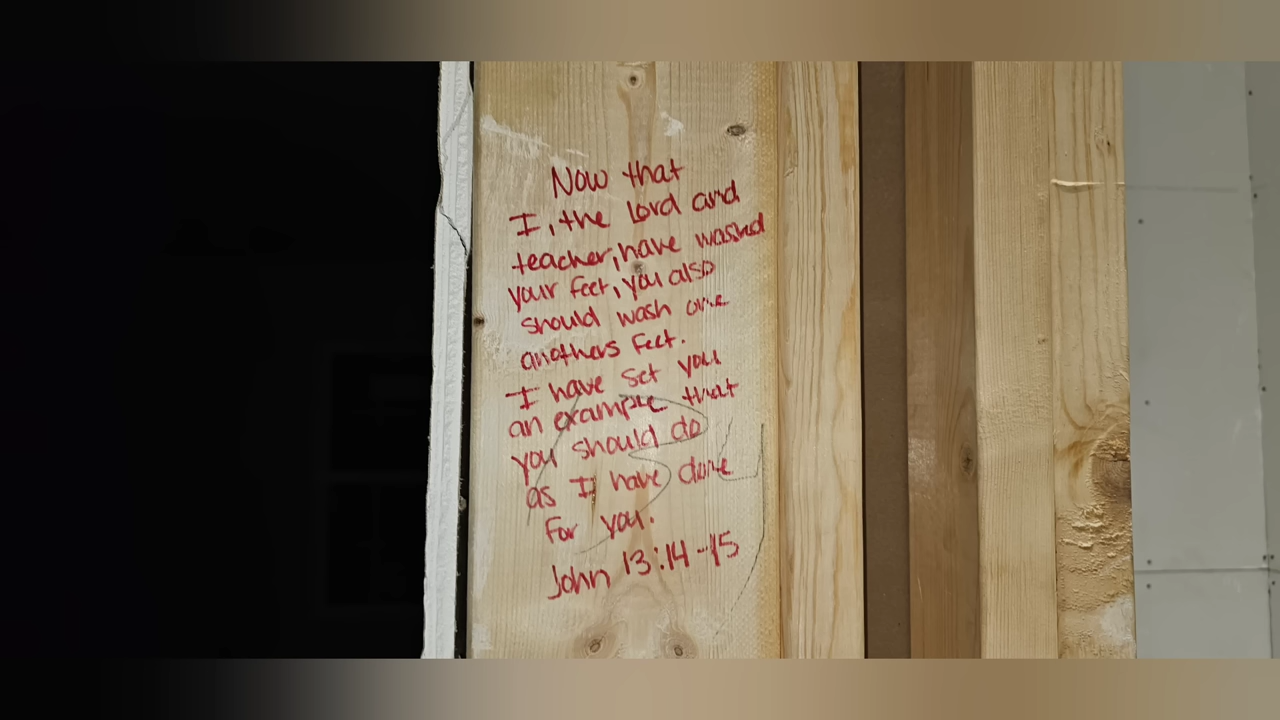 Now that
I, the Lord and
teacher, have washed
your feet, you also
should wash one
anothers feet.
I have set you
an example that
you should do
as I have done
for you.
John 13:14-15